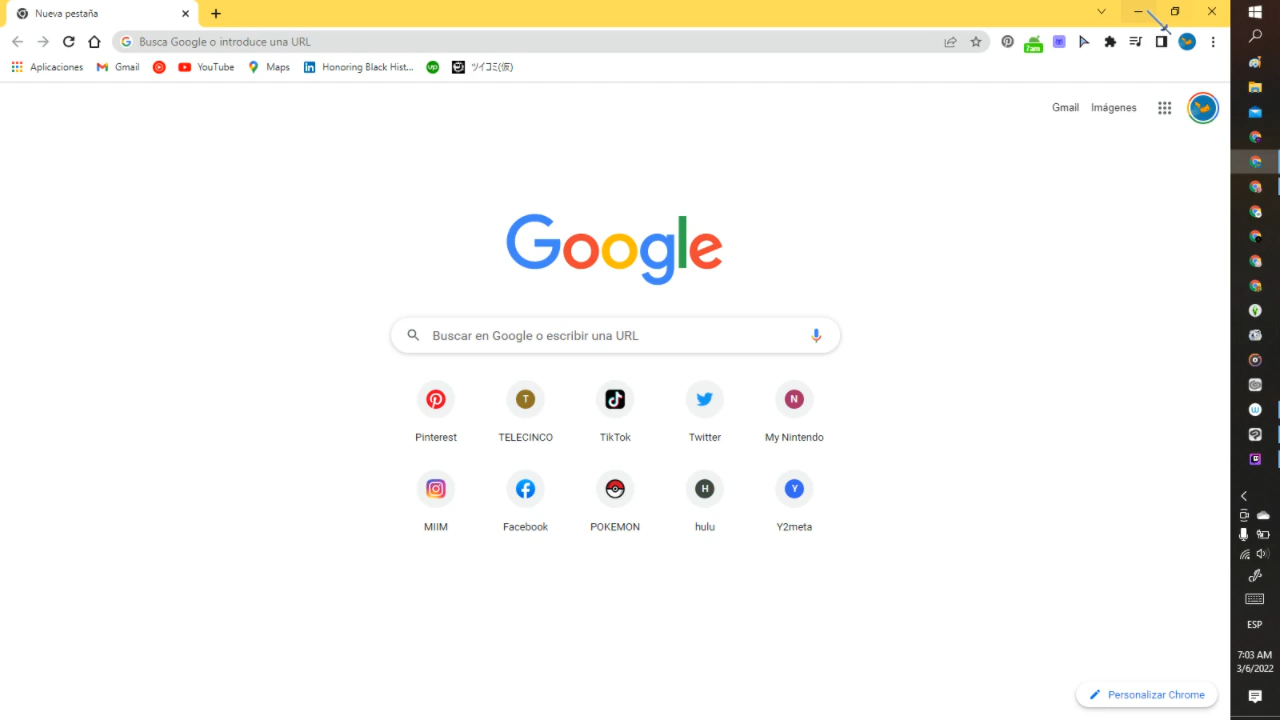 Nueva pestaña
Busca Google o introduce una URL
7am
Aplicaciones
Gmail
YouTube
Maps
Honoring Black Hist...
up
ツイコミ(仮)
Gmail
Imágenes
Google
Buscar en Google o escribir una URL
Pinterest
T
TELECINCO
TikTok
Twitter
N
My Nintendo
MIIM
Facebook
POKEMON
H
hulu
Y
Y2meta
Personalizar Chrome
ESP
7:03 AM
3/6/2022